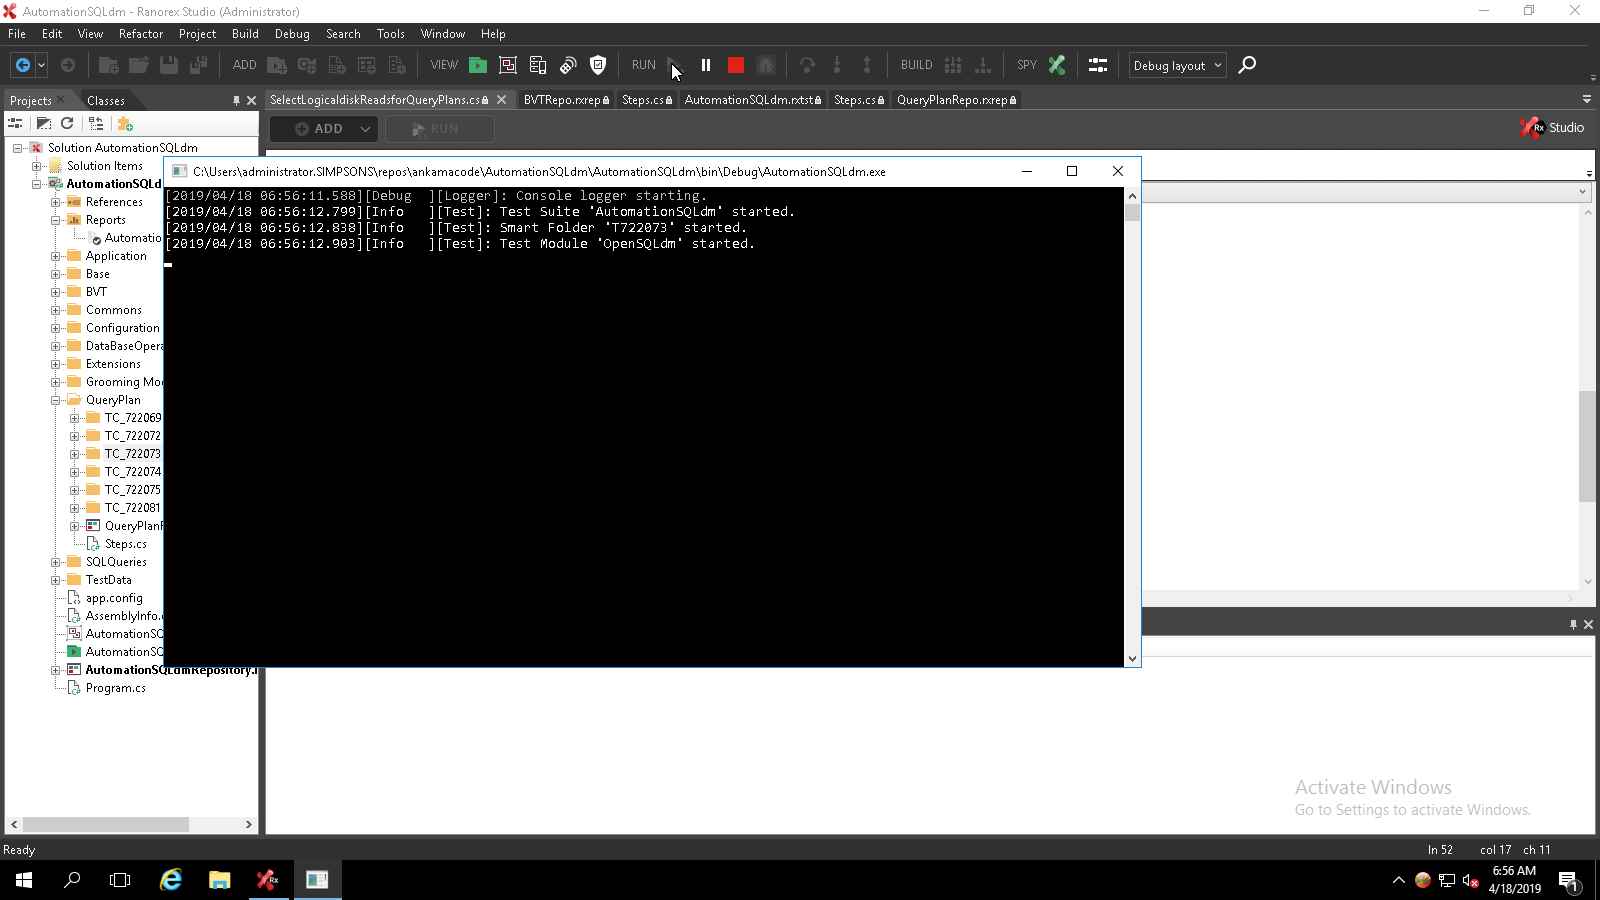 AutomationSQLdm - Ranorex Studio (Administrator)
File Edit View Refactor Project Build Debug Search Tools Window Help
ADD VIEW RUN BUILD SPY Debug layout
Projects Classes
SelectLogicaldiskReadsforQueryPlans.cs BVTRepo.rxrep Steps.cs AutomationSQLdm.rxtst Steps.cs QueryPlanRepo.rxrep
ADD RUN
Rx Studio
Solution AutomationSQLdm
Solution Items
AutomationSQLd
References
Reports
Automatio
Application
Base
BVT
Commons
Configuration
DataBaseOpera
Extensions
Grooming Mod
QueryPlan
TC_722069
TC_722072
TC_722073
TC_722074
TC_722075
TC_722081
QueryPlanR
Steps.cs
SQLQueries
TestData
app.config
AssemblyInfo.c
AutomationSQ
AutomationSQ
AutomationSQLdmRepository.r
Program.cs
C:\Users\administrator.SIMPSONS\repos\ankamacode\AutomationSQLdm\AutomationSQLdm\bin\Debug\AutomationSQLdm.exe
[2019/04/18 06:56:11.588][Debug  ][Logger]: Console logger starting.
[2019/04/18 06:56:12.799][Info   ][Test]: Test Suite 'AutomationSQLdm' started.
[2019/04/18 06:56:12.838][Info   ][Test]: Smart Folder 'T722073' started.
[2019/04/18 06:56:12.903][Info   ][Test]: Test Module 'OpenSQLdm' started.
Activate Windows
Go to Settings to activate Windows.
Ready ln 52 col 17 ch 11
Rx
6:56 AM
4/18/2019
1